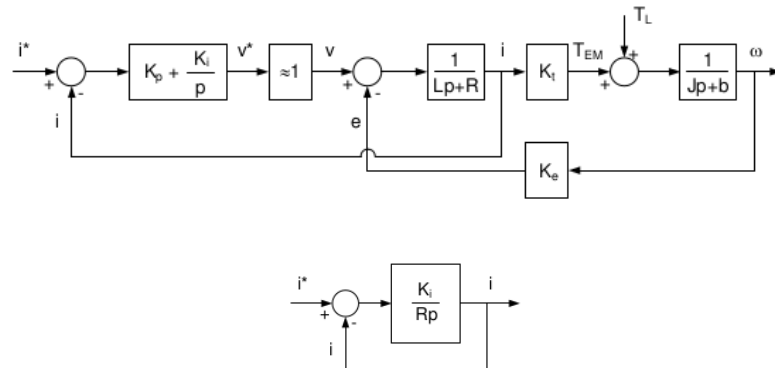 T_L
i* v* v i T_EM ω
K_p + K_i/p ≈1 1/(Lp+R) K_t 1/(Jp+b)
+ - + - + +
i e
K_e
i* K_i/Rp i
+ -
i